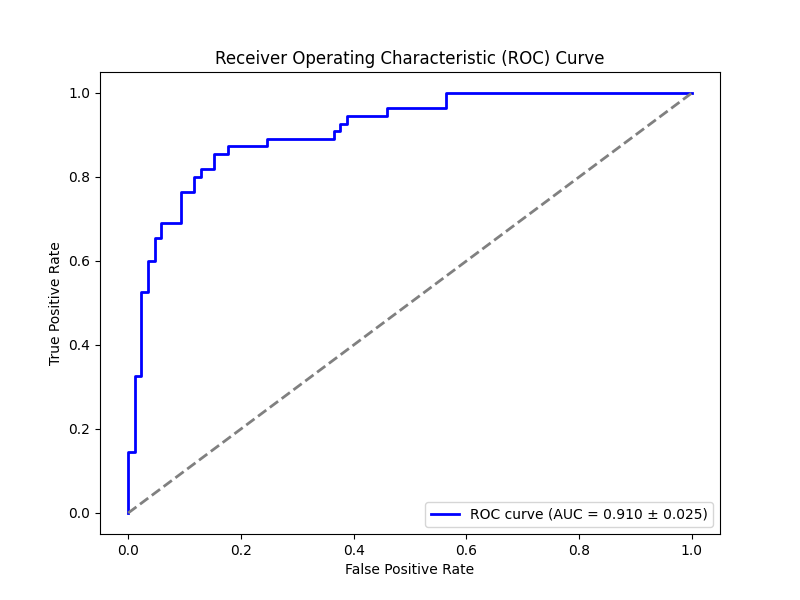 Receiver Operating Characteristic (ROC) Curve
True Positive Rate
1.0
0.8
0.6
0.4
0.2
0.0
ROC curve (AUC = 0.910 ± 0.025)
0.0 0.2 0.4 0.6 0.8 1.0
False Positive Rate